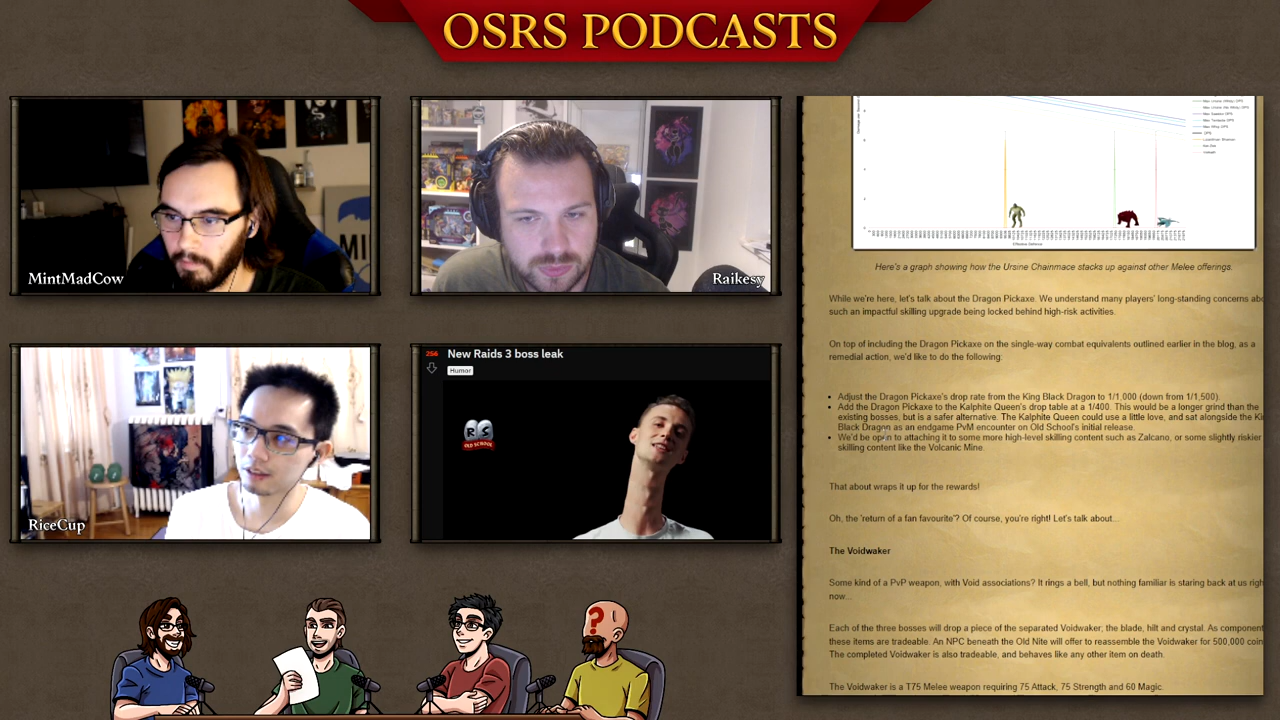 OSRS PODCASTS
MintMadCow
Raikesy
RiceCup
256
New Raids 3 boss leak
Humor
RS
OLD SCHOOL
?
Effective Defence
Here's a graph showing how the Ursine Chainmace stacks up against other Melee offerings.
While we're here, let's talk about the Dragon Pickaxe. We understand many players' long-standing concerns abo
such an impactful skilling upgrade being locked behind high-risk activities.
On top of including the Dragon Pickaxe on the single-way combat equivalents outlined earlier in the blog, as a
remedial action, we'd like to do the following:
Adjust the Dragon Pickaxe's drop rate from the King Black Dragon to 1/1,000 (down from 1/1,500).
Add the Dragon Pickaxe to the Kalphite Queen's drop table at a 1/400. This would be a longer grind than the
existing bosses, but is a safer alternative. The Kalphite Queen could use a little love, and sat alongside the Ki
Black Dragon as an endgame PvM encounter on Old School's initial release.
We'd be open to attaching it to some more high-level skilling content such as Zalcano, or some slightly riskier
skilling content like the Volcanic Mine.
That about wraps it up for the rewards!
Oh, the 'return of a fan favourite'? Of course, you're right! Let's talk about...
The Voidwaker
Some kind of a PvP weapon, with Void associations? It rings a bell, but nothing familiar is staring back at us righ
now...
Each of the three bosses will drop a piece of the separated Voidwaker; the blade, hilt and crystal. As component
these items are tradeable. An NPC beneath the Old Nite will offer to reassemble the Voidwaker for 500,000 coin
The completed Voidwaker is also tradeable, and behaves like any other item on death.
The Voidwaker is a T75 Melee weapon requiring 75 Attack, 75 Strength and 60 Magic.